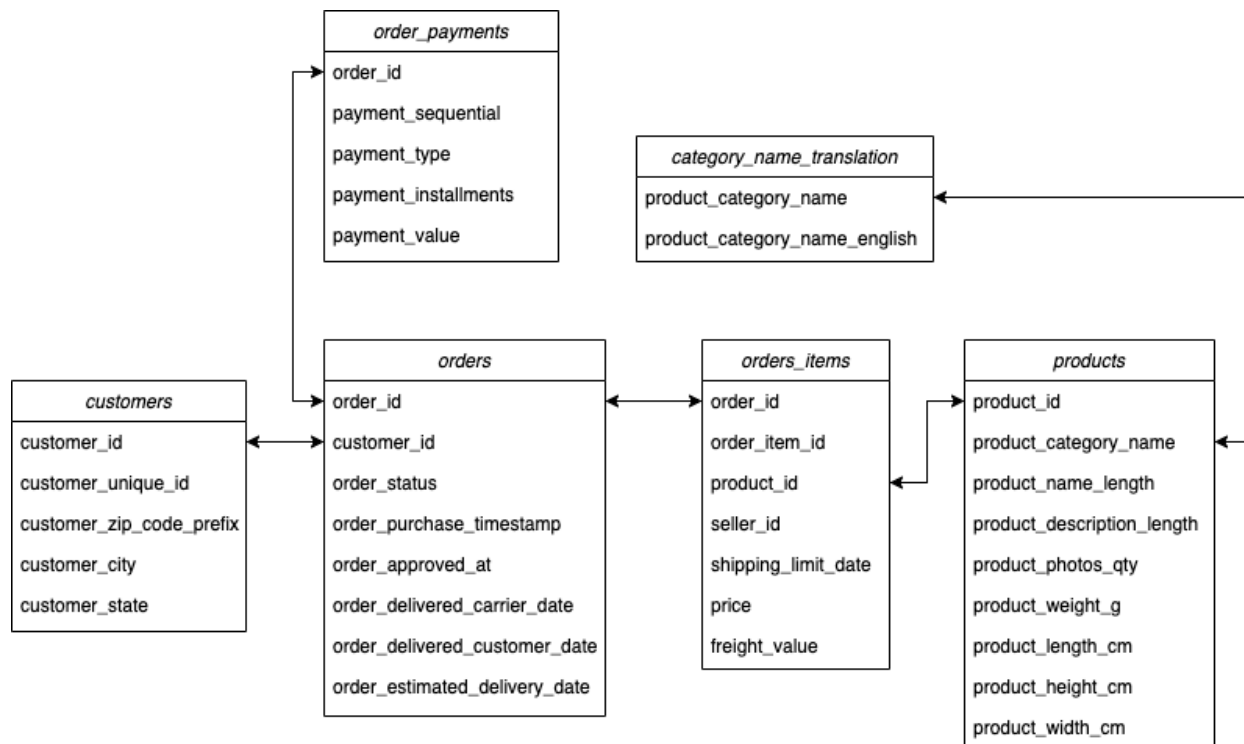 order_payments
order_id
payment_sequential
payment_type
payment_installments
payment_value
category_name_translation
product_category_name
product_category_name_english
customers
customer_id
customer_unique_id
customer_zip_code_prefix
customer_city
customer_state
orders
order_id
customer_id
order_status
order_purchase_timestamp
order_approved_at
order_delivered_carrier_date
order_delivered_customer_date
order_estimated_delivery_date
orders_items
order_id
order_item_id
product_id
seller_id
shipping_limit_date
price
freight_value
products
product_id
product_category_name
product_name_length
product_description_length
product_photos_qty
product_weight_g
product_length_cm
product_height_cm
product_width_cm